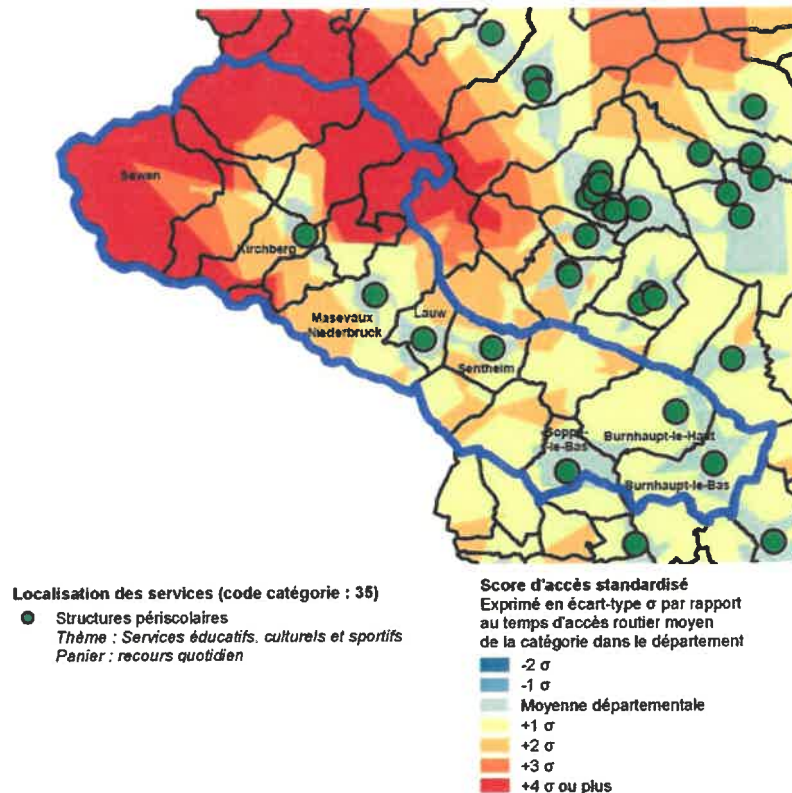 Sewen
Kirchberg
Masevaux
Niederbruck
Lauw
Sentheim
Soppe-
le-Bas
Burnhaupt-le-Haut
Burnhaupt-le-Bas
Localisation des services (code catégorie : 35)
Structures périscolaires
Thème : Services éducatifs, culturels et sportifs
Panier : recours quotidien
Score d'accès standardisé
Exprimé en écart-type σ par rapport
au temps d'accès routier moyen
de la catégorie dans le département
-2 σ
-1 σ
Moyenne départementale
+1 σ
+2 σ
+3 σ
+4 σ ou plus